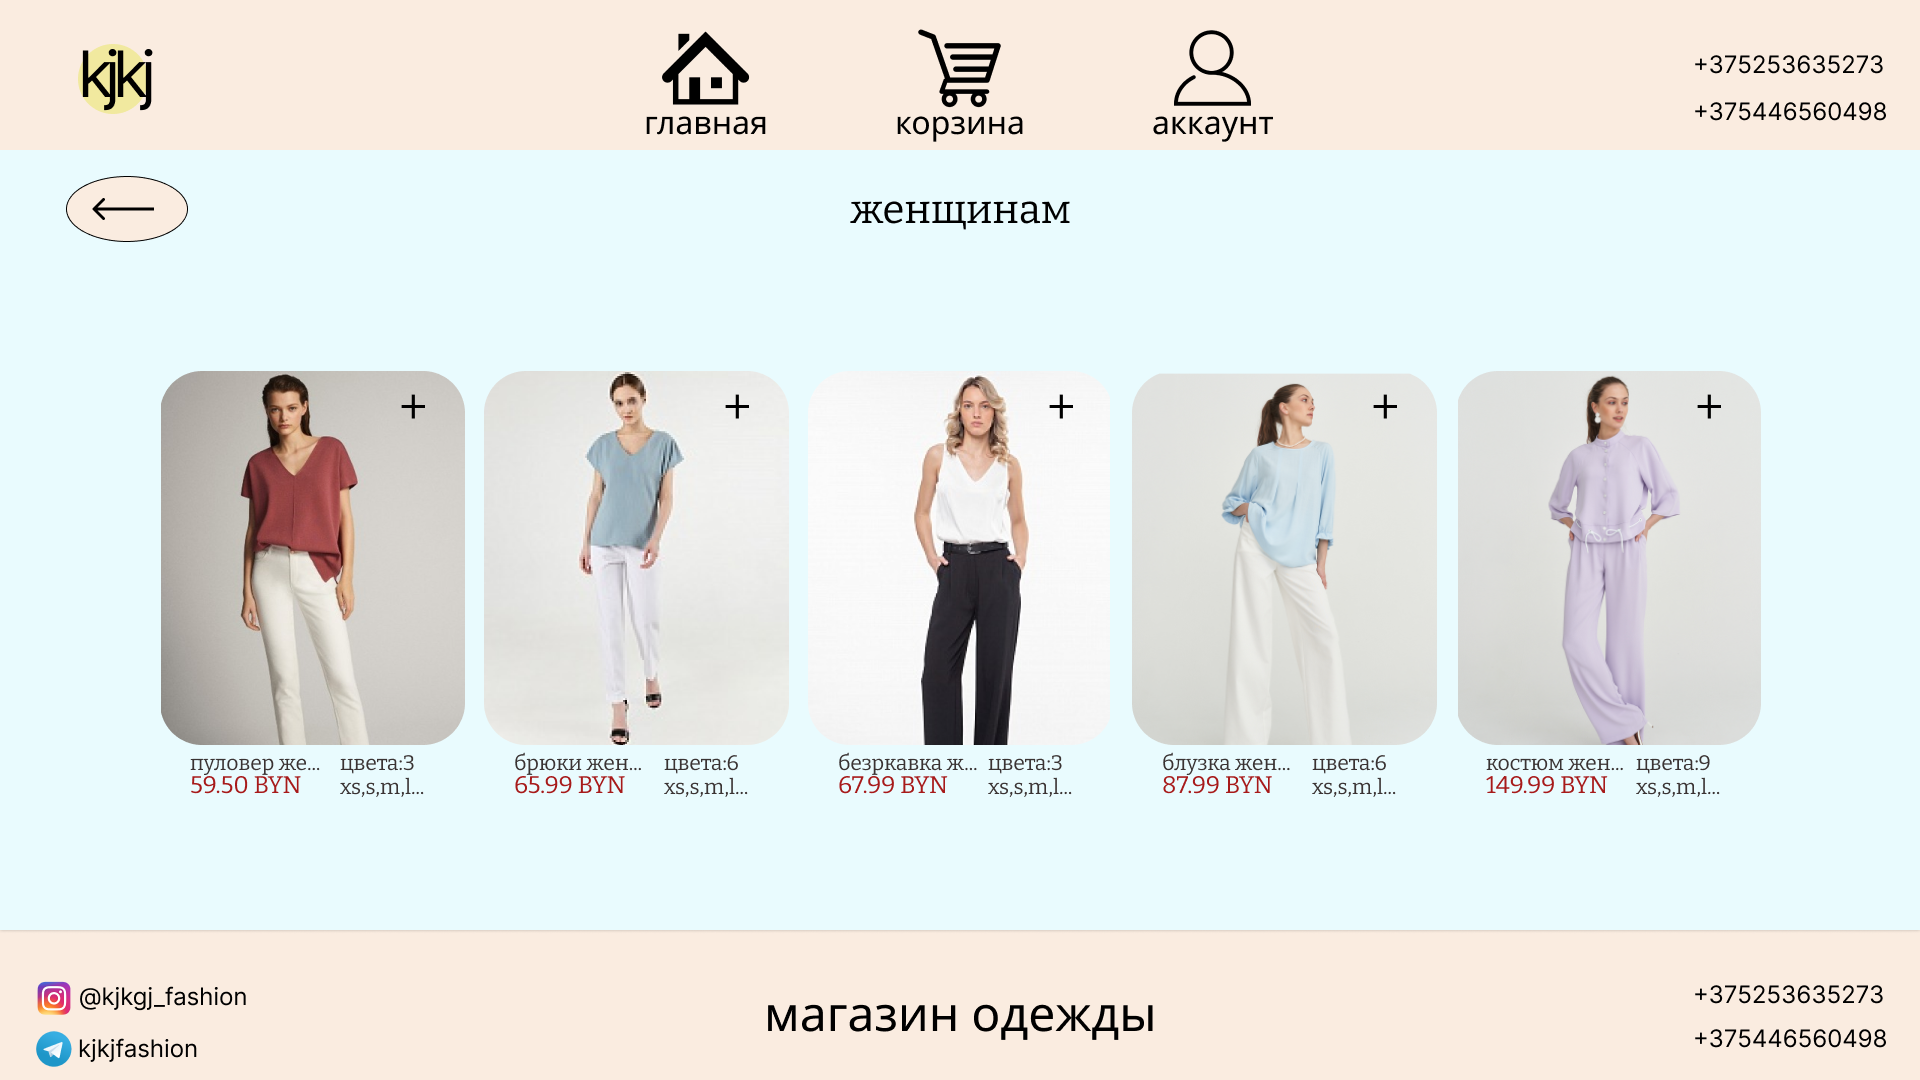 kjkj
главная
корзина
аккаунт
+375253635273
+375446560498
женщинам
пуловер же... цвета:3
59.50 BYN xs,s,m,l...
брюки жен... цвета:6
65.99 BYN xs,s,m,l...
безркавка ж... цвета:3
67.99 BYN xs,s,m,l...
блузка жен... цвета:6
87.99 BYN xs,s,m,l...
костюм жен... цвета:9
149.99 BYN xs,s,m,l...
@kjkgj_fashion
kjkjfashion
магазин одежды
+375253635273
+375446560498